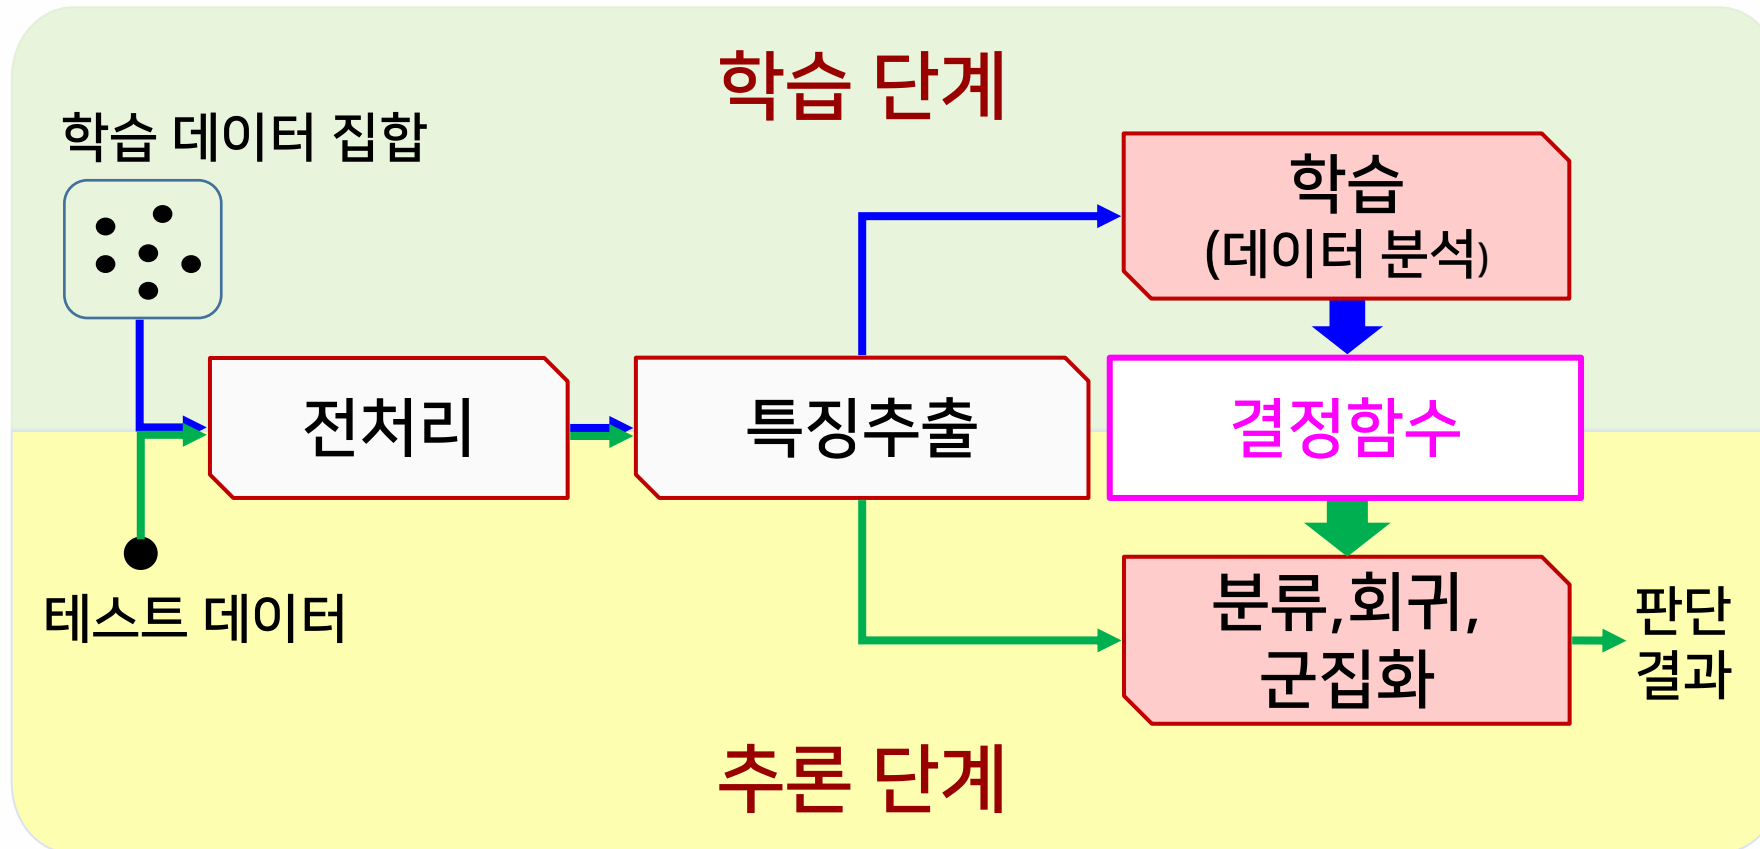 학습 단계
학습 데이터 집합
학습
(데이터 분석)
전처리
특징추출
결정함수
테스트 데이터
분류,회귀,
군집화
판단
결과
추론 단계